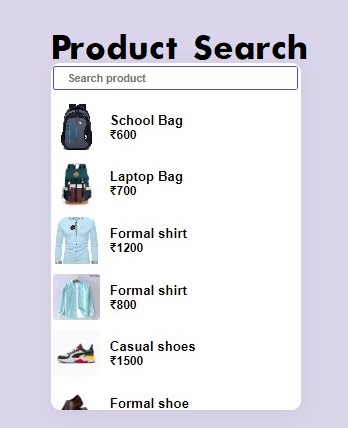 Product Search
Search product
School Bag
₹600
Laptop Bag
₹700
Formal shirt
₹1200
Formal shirt
₹800
Casual shoes
₹1500
Formal shoe